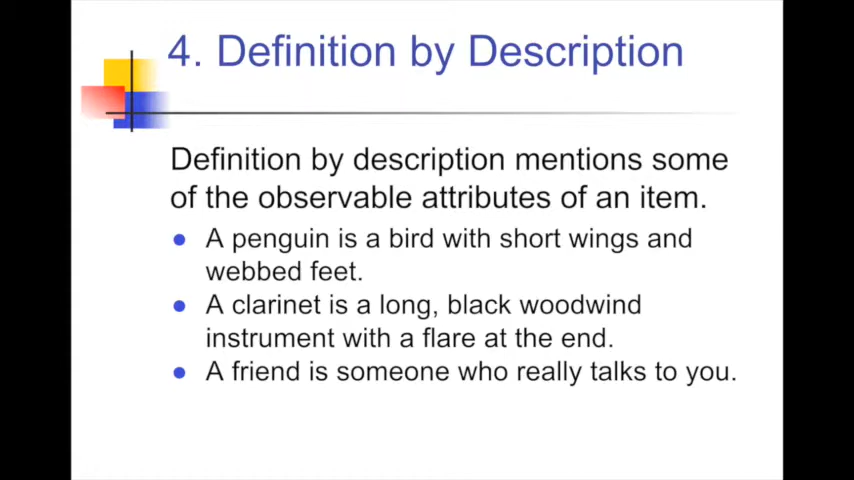 4. Definition by Description
Definition by description mentions some
of the observable attributes of an item.
A penguin is a bird with short wings and
webbed feet.
A clarinet is a long, black woodwind
instrument with a flare at the end.
A friend is someone who really talks to you.